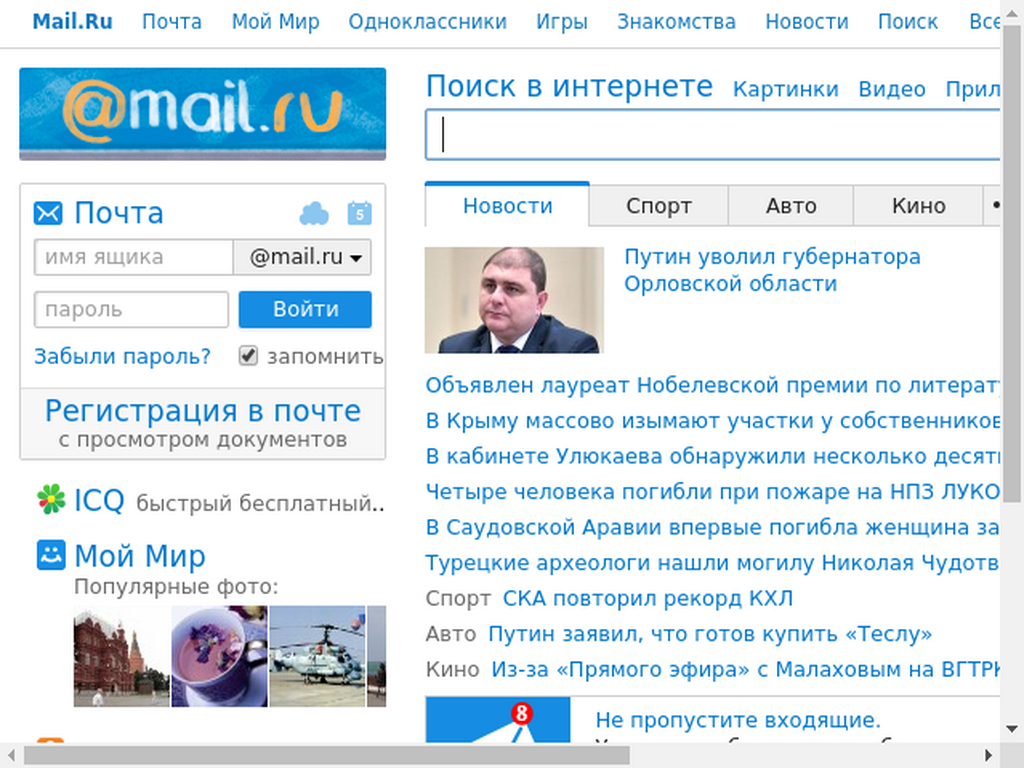 Mail.Ru Почта Мой Мир Одноклассники Игры Знакомства Новости Поиск Все
@mail.ru
Почта 5
имя ящика @mail.ru
пароль Войти
Забыли пароль? запомнить
Регистрация в почте
с просмотром документов
ICQ быстрый бесплатный..
Мой Мир
Популярные фото:
Поиск в интернете Картинки Видео Прил
Новости Спорт Авто Кино
Путин уволил губернатора
Орловской области
Объявлен лауреат Нобелевской премии по литерат
В Крыму массово изымают участки у собственников
В кабинете Улюкаева обнаружили несколько десят
Четыре человека погибли при пожаре на НПЗ ЛУКО
В Саудовской Аравии впервые погибла женщина за
Турецкие археологи нашли могилу Николая Чудотв
Спорт СКА повторил рекорд КХЛ
Авто Путин заявил, что готов купить «Теслу»
Кино Из-за «Прямого эфира» с Малаховым на ВГТРК
8
Не пропустите входящие.